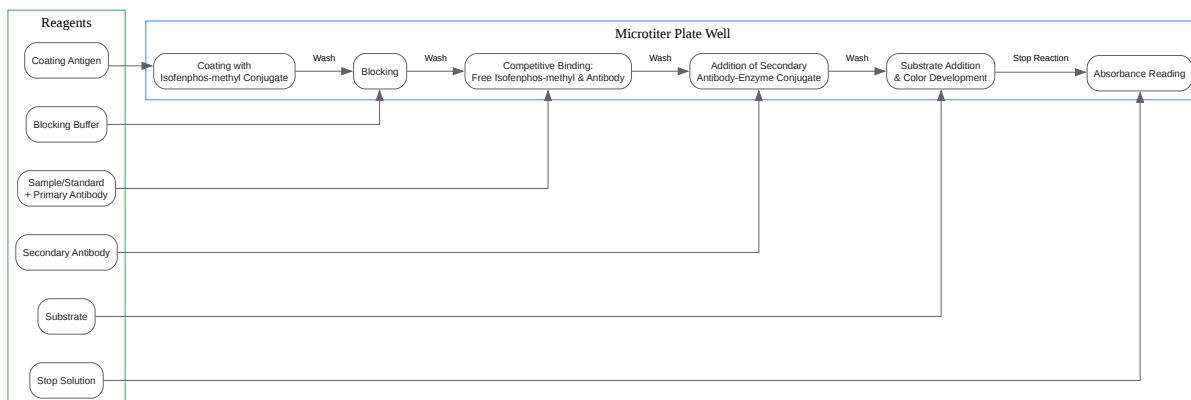 Reagents
Microtiter Plate Well
Coating Antigen
Coating with
Isofenphos-methyl Conjugate
Wash
Blocking
Wash
Competitive Binding:
Free Isofenphos-methyl & Antibody
Wash
Addition of Secondary
Antibody-Enzyme Conjugate
Wash
Substrate Addition
& Color Development
Stop Reaction
Absorbance Reading
Blocking Buffer
Sample/Standard
+ Primary Antibody
Secondary Antibody
Substrate
Stop Solution